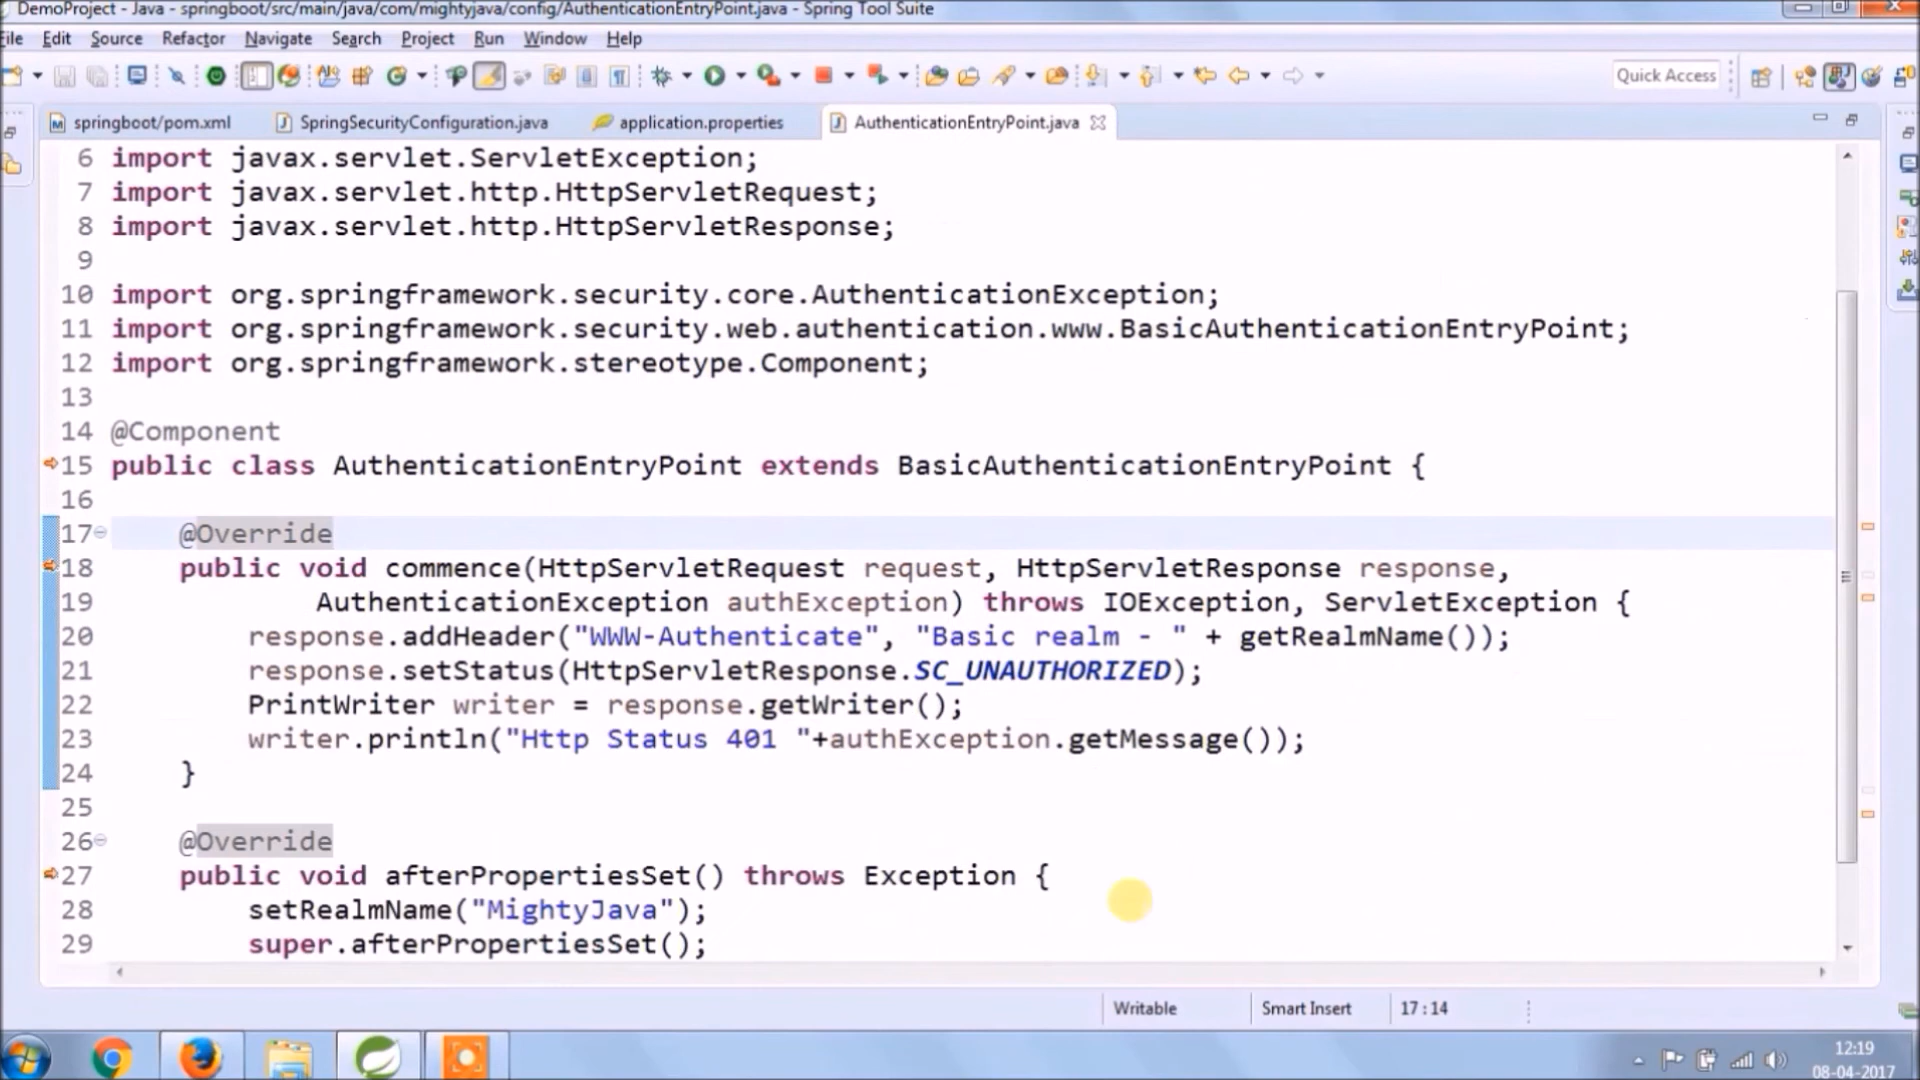 DemoProject - Java - springboot/src/main/java/com/mightyjava/config/AuthenticationEntryPoint.java - Spring Tool Suite
File Edit Source Refactor Navigate Search Project Run Window Help
Quick Access
springboot/pom.xml SpringSecurityConfiguration.java application.properties AuthenticationEntryPoint.java
6 import javax.servlet.ServletException;
7 import javax.servlet.http.HttpServletRequest;
8 import javax.servlet.http.HttpServletResponse;
9
10 import org.springframework.security.core.AuthenticationException;
11 import org.springframework.security.web.authentication.www.BasicAuthenticationEntryPoint;
12 import org.springframework.stereotype.Component;
13
14 @Component
15 public class AuthenticationEntryPoint extends BasicAuthenticationEntryPoint {
16
17 @Override
18 public void commence(HttpServletRequest request, HttpServletResponse response,
19 AuthenticationException authException) throws IOException, ServletException {
20 response.addHeader("WWW-Authenticate", "Basic realm - " + getRealmName());
21 response.setStatus(HttpServletResponse.SC_UNAUTHORIZED);
22 PrintWriter writer = response.getWriter();
23 writer.println("Http Status 401 "+authException.getMessage());
24 }
25
26 @Override
27 public void afterPropertiesSet() throws Exception {
28 setRealmName("MightyJava");
29 super.afterPropertiesSet();
Writable Smart Insert 17 : 14
12:19
08-04-2017